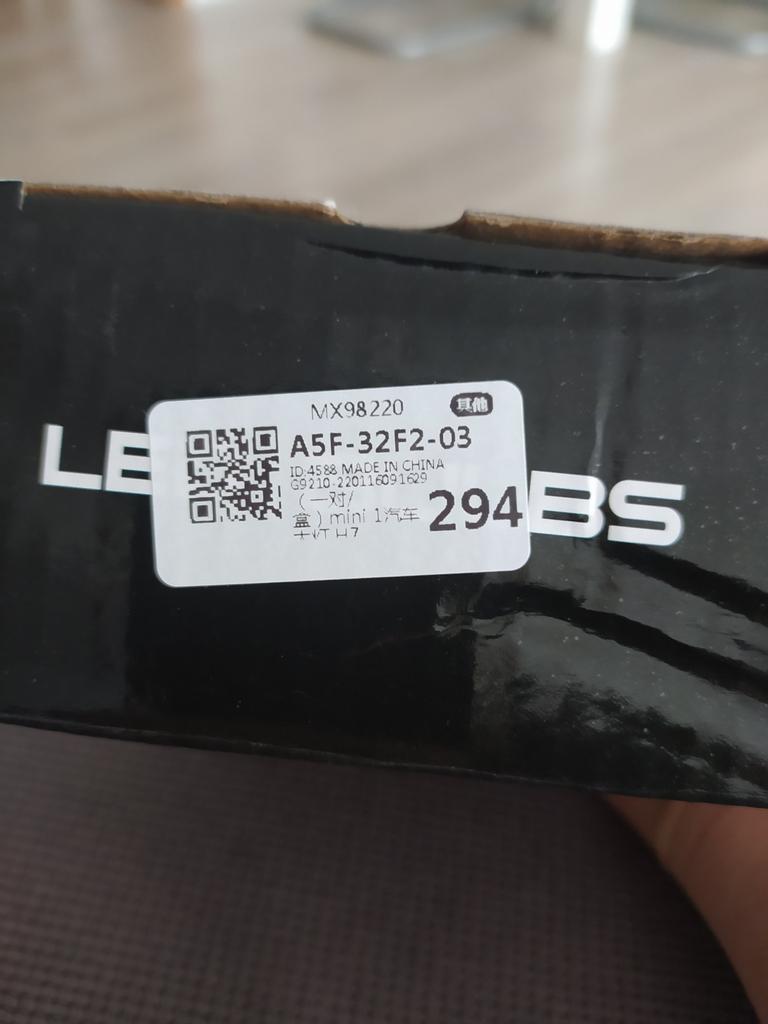 MX98220 其他
A5F-32F2-03
ID:4588 MADE IN CHINA
G9210-220116091629
（一对/
盒）mini 1汽车 294
H7
LE BS